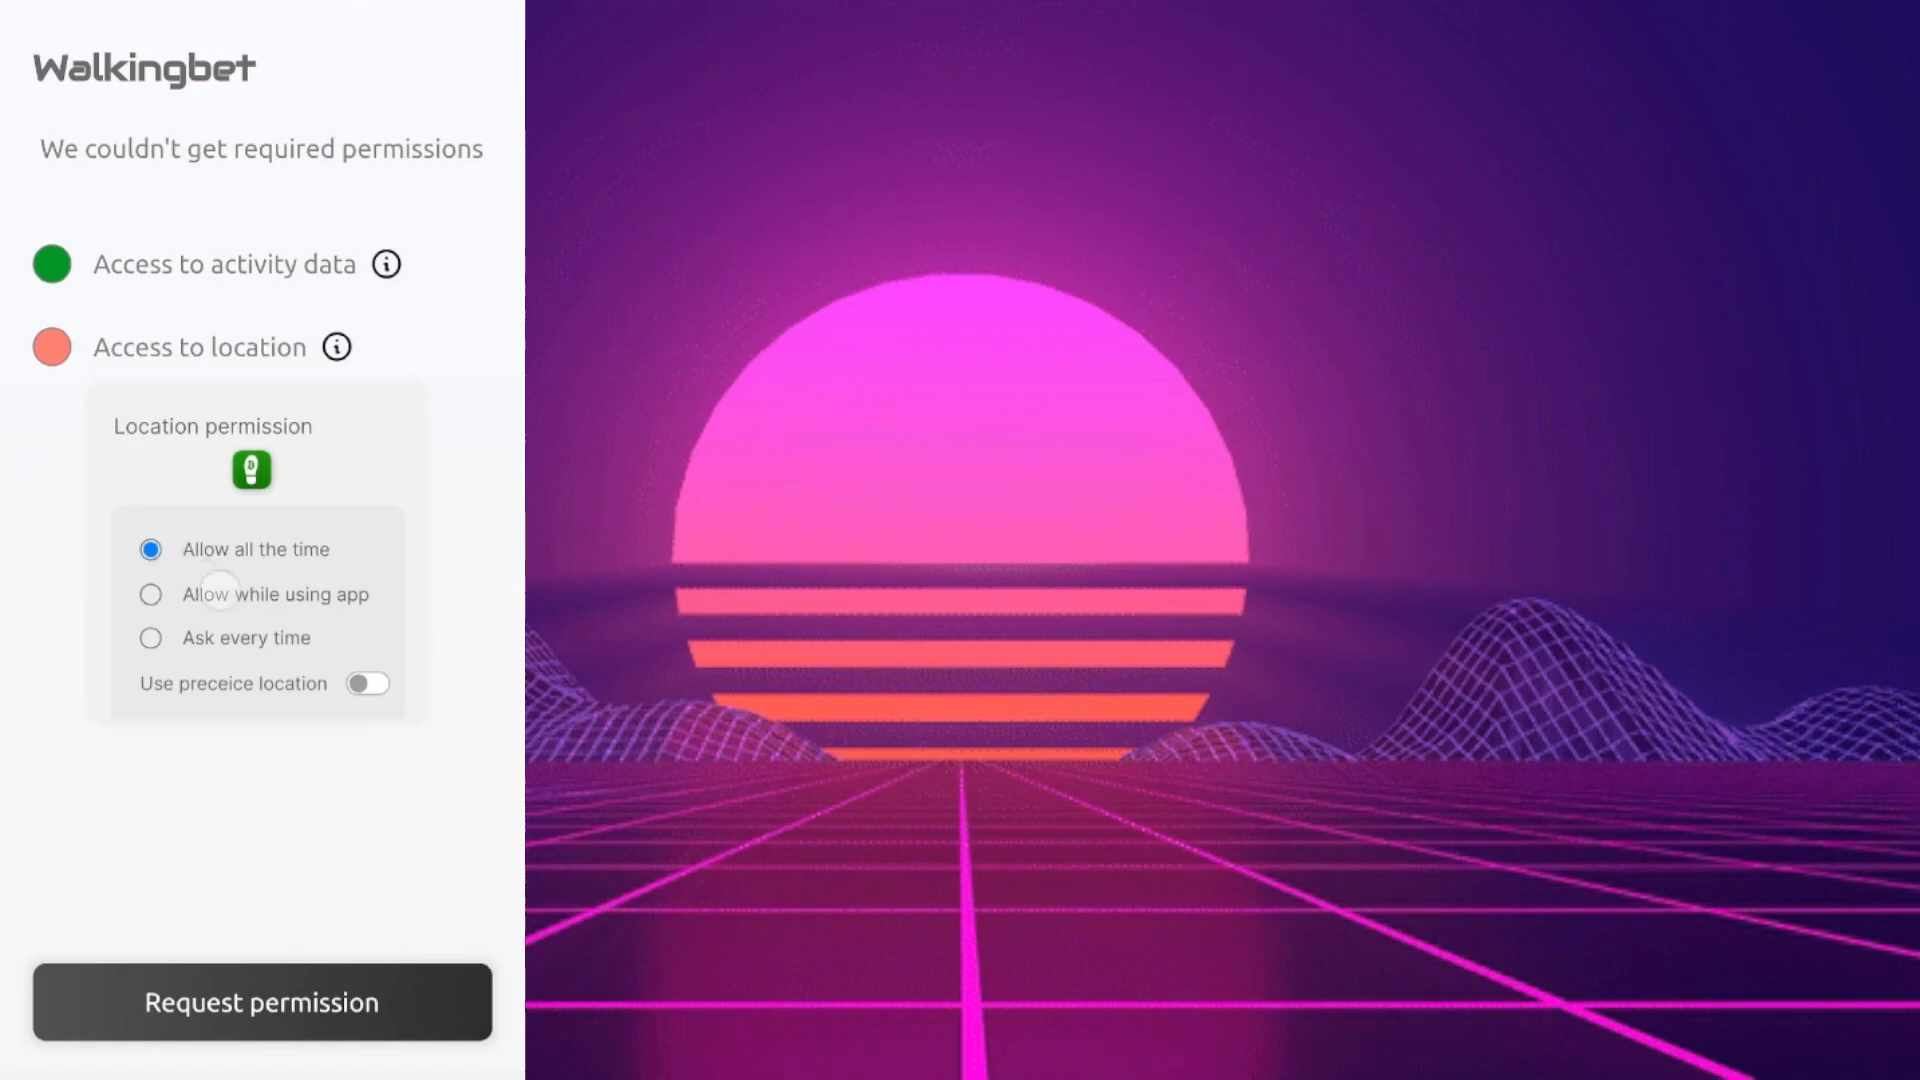 Walkingbet
We couldn't get required permissions
Access to activity data
Access to location
Location permission
Allow all the time
Allow while using app
Ask every time
Use preceice location
Request permission